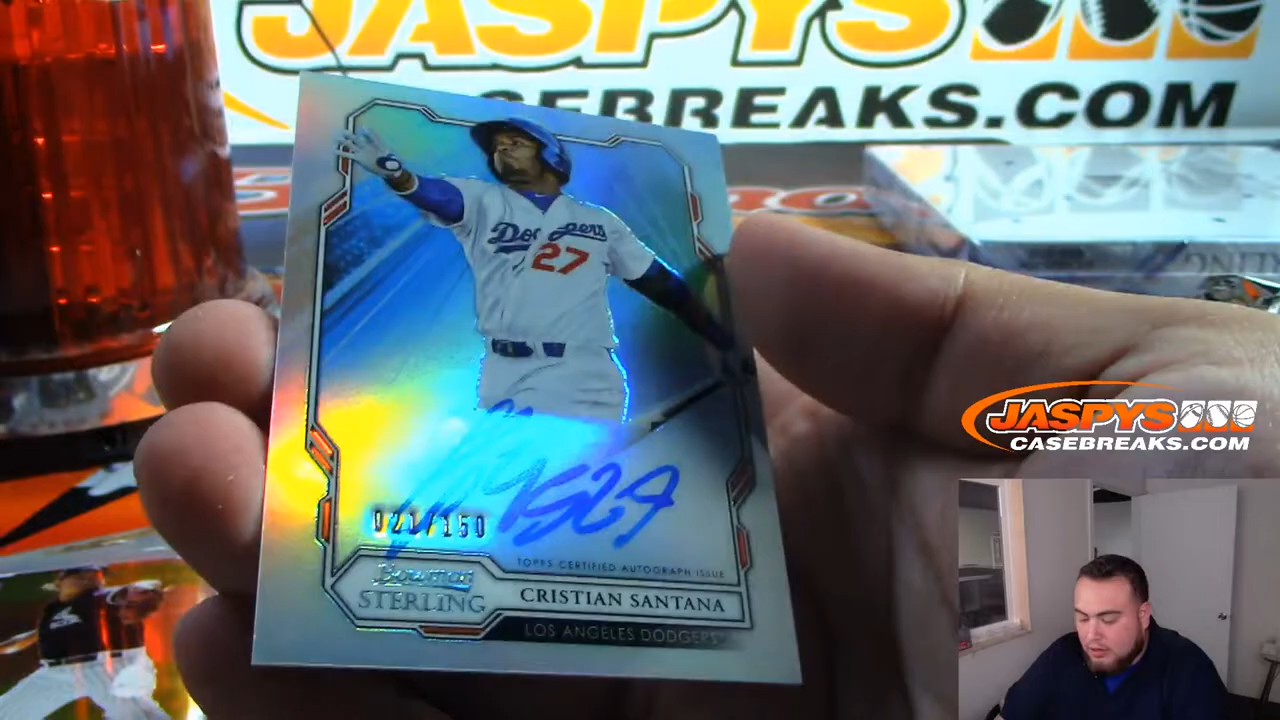 JASPYS
CASEBREAKS.COM
Dodgers
27
021/150
TOPPS CERTIFIED AUTOGRAPH ISSUE
Bowman
STERLING
CRISTIAN SANTANA
LOS ANGELES DODGERS
JASPYS
CASEBREAKS.COM